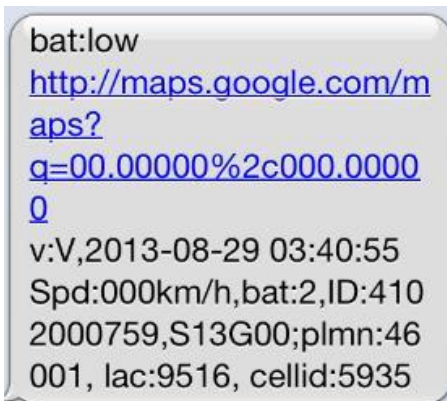 bat:low
http://maps.google.com/m
aps?
q=00.00000%2c000.0000
0
v:V,2013-08-29 03:40:55
Spd:000km/h,bat:2,ID:410
2000759,S13G00;plmn:46
001, lac:9516, cellid:5935